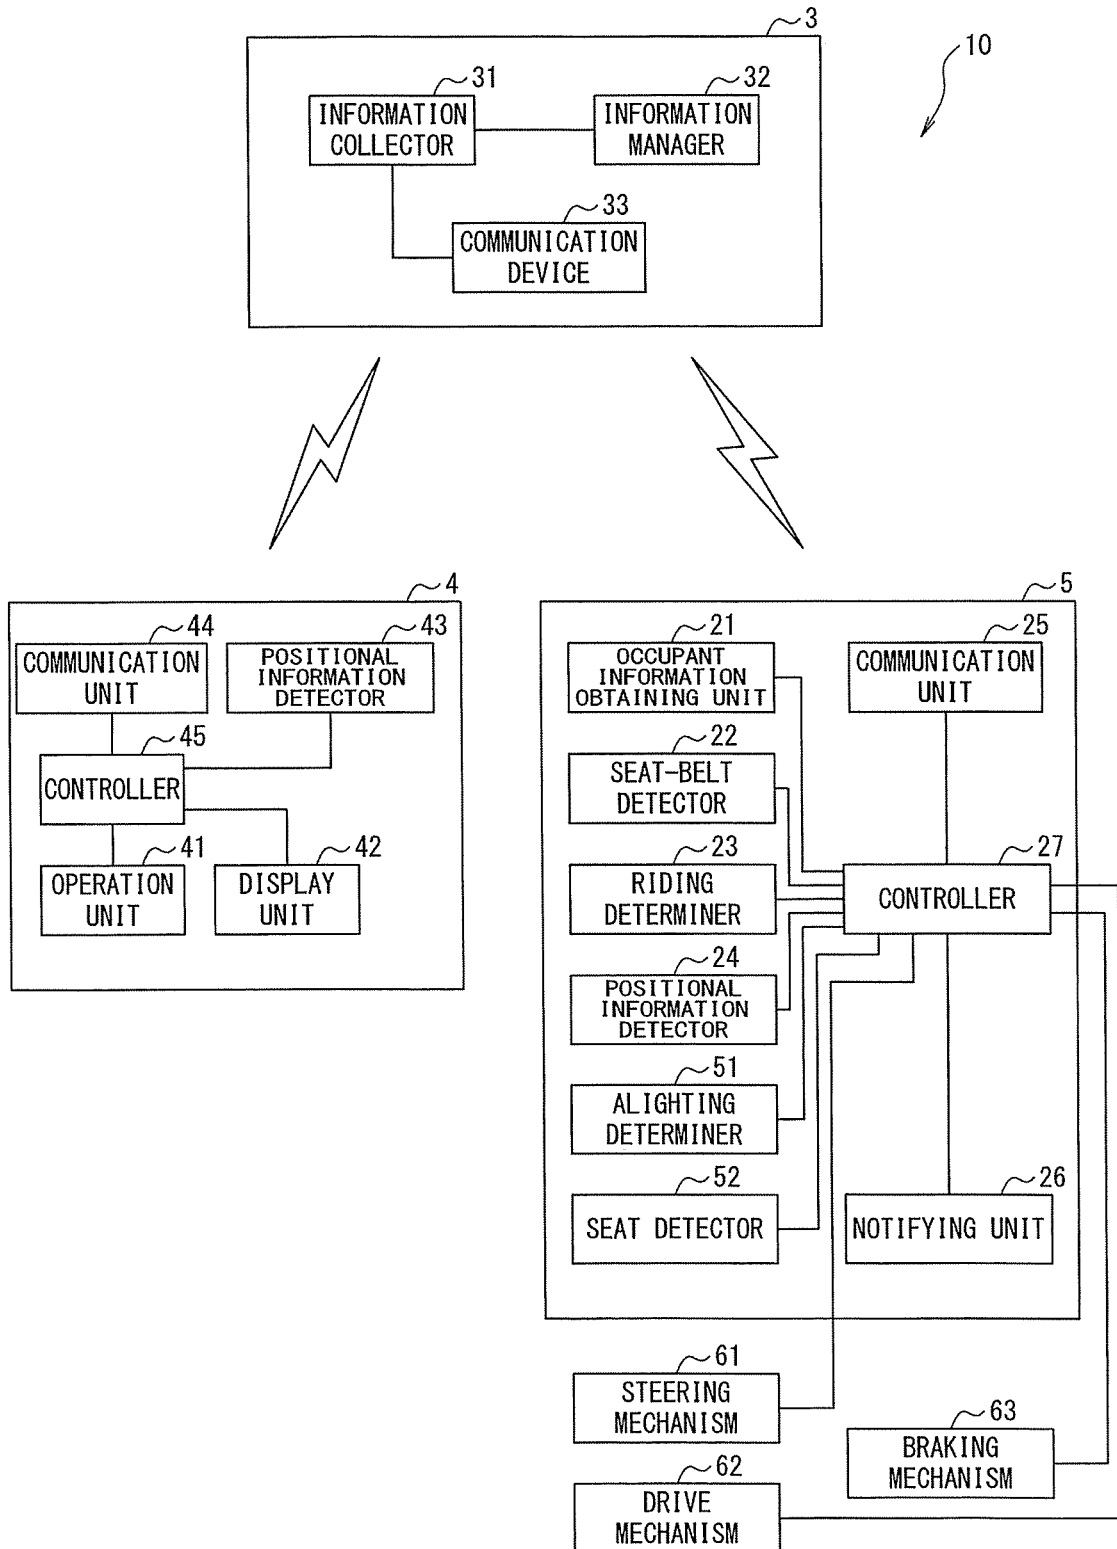 3
10
31
32
INFORMATION
COLLECTOR
INFORMATION
MANAGER
33
COMMUNICATION
DEVICE
4
44
43
COMMUNICATION
UNIT
POSITIONAL
INFORMATION
DETECTOR
45
CONTROLLER
41
42
OPERATION
UNIT
DISPLAY
UNIT
5
21
25
OCCUPANT
INFORMATION
OBTAINING UNIT
COMMUNICATION
UNIT
22
SEAT-BELT
DETECTOR
23
27
RIDING
DETERMINER
CONTROLLER
24
POSITIONAL
INFORMATION
DETECTOR
51
ALIGHTING
DETERMINER
52
26
SEAT DETECTOR
NOTIFYING UNIT
61
STEERING
MECHANISM
63
BRAKING
MECHANISM
62
DRIVE
MECHANISM